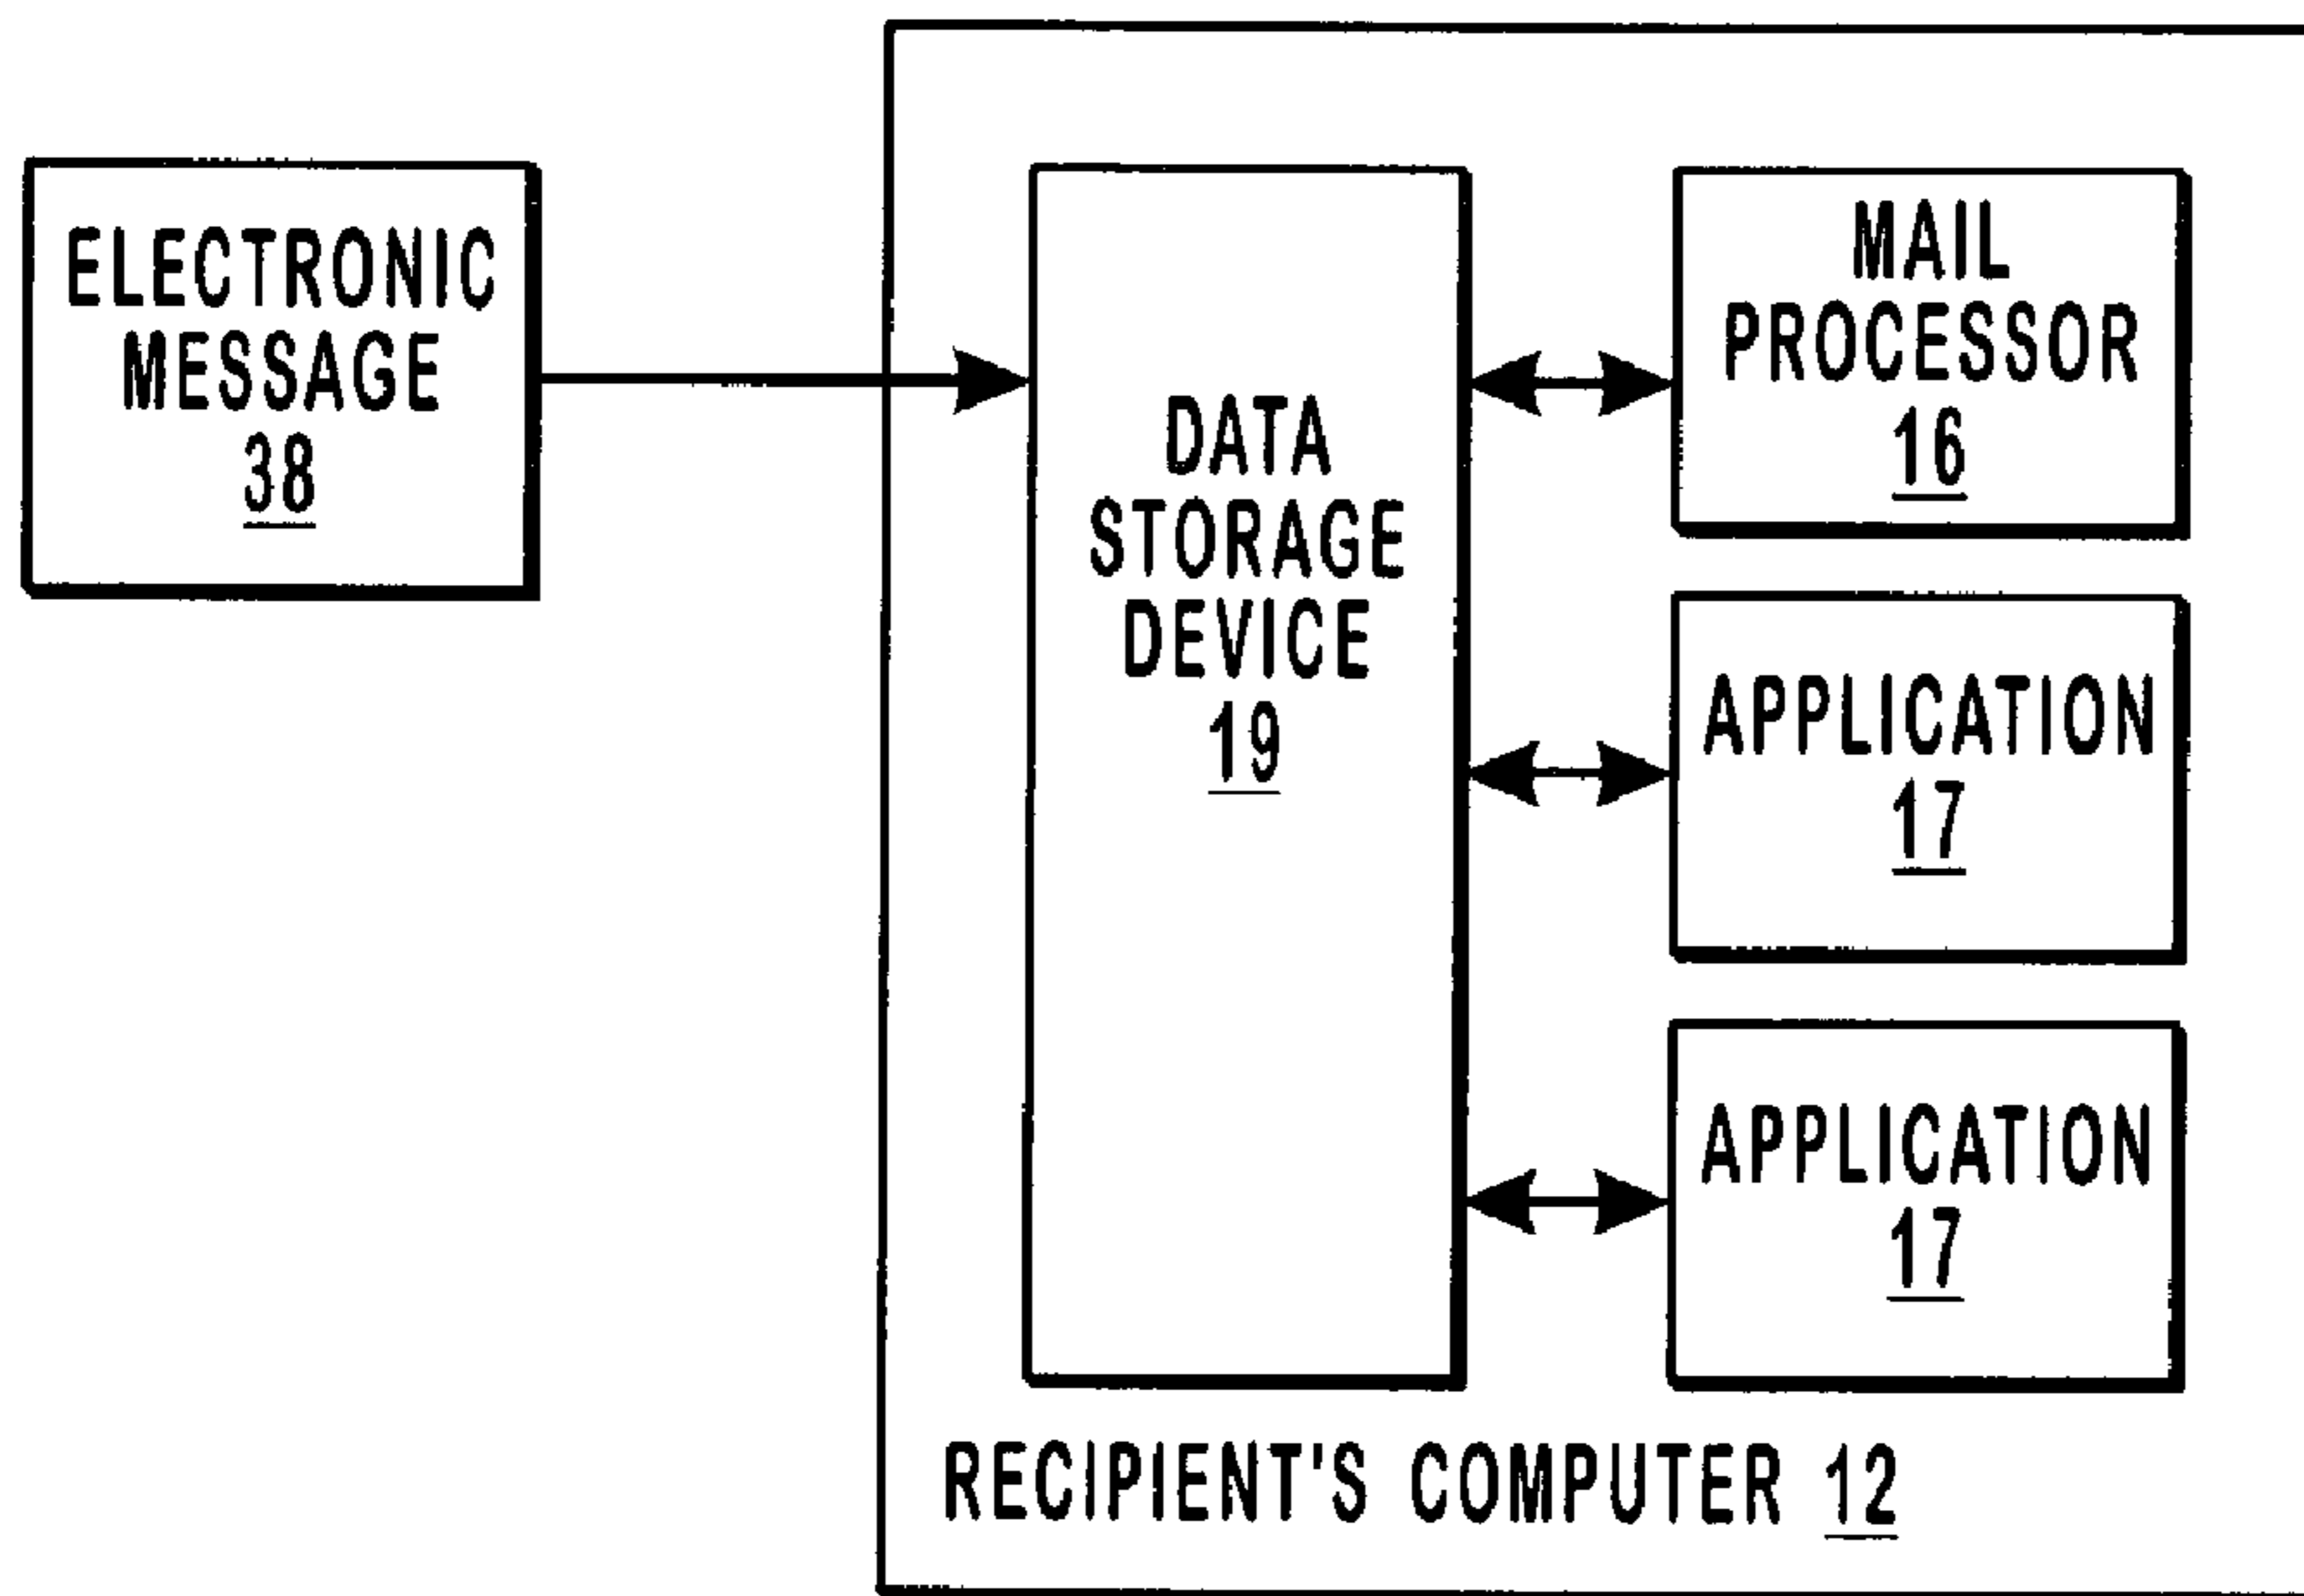 ELECTRONIC
MESSAGE
38
DATA
STORAGE
DEVICE
19
MAIL
PROCESSOR
16
APPLICATION
17
APPLICATION
17
RECIPIENT'S COMPUTER 12